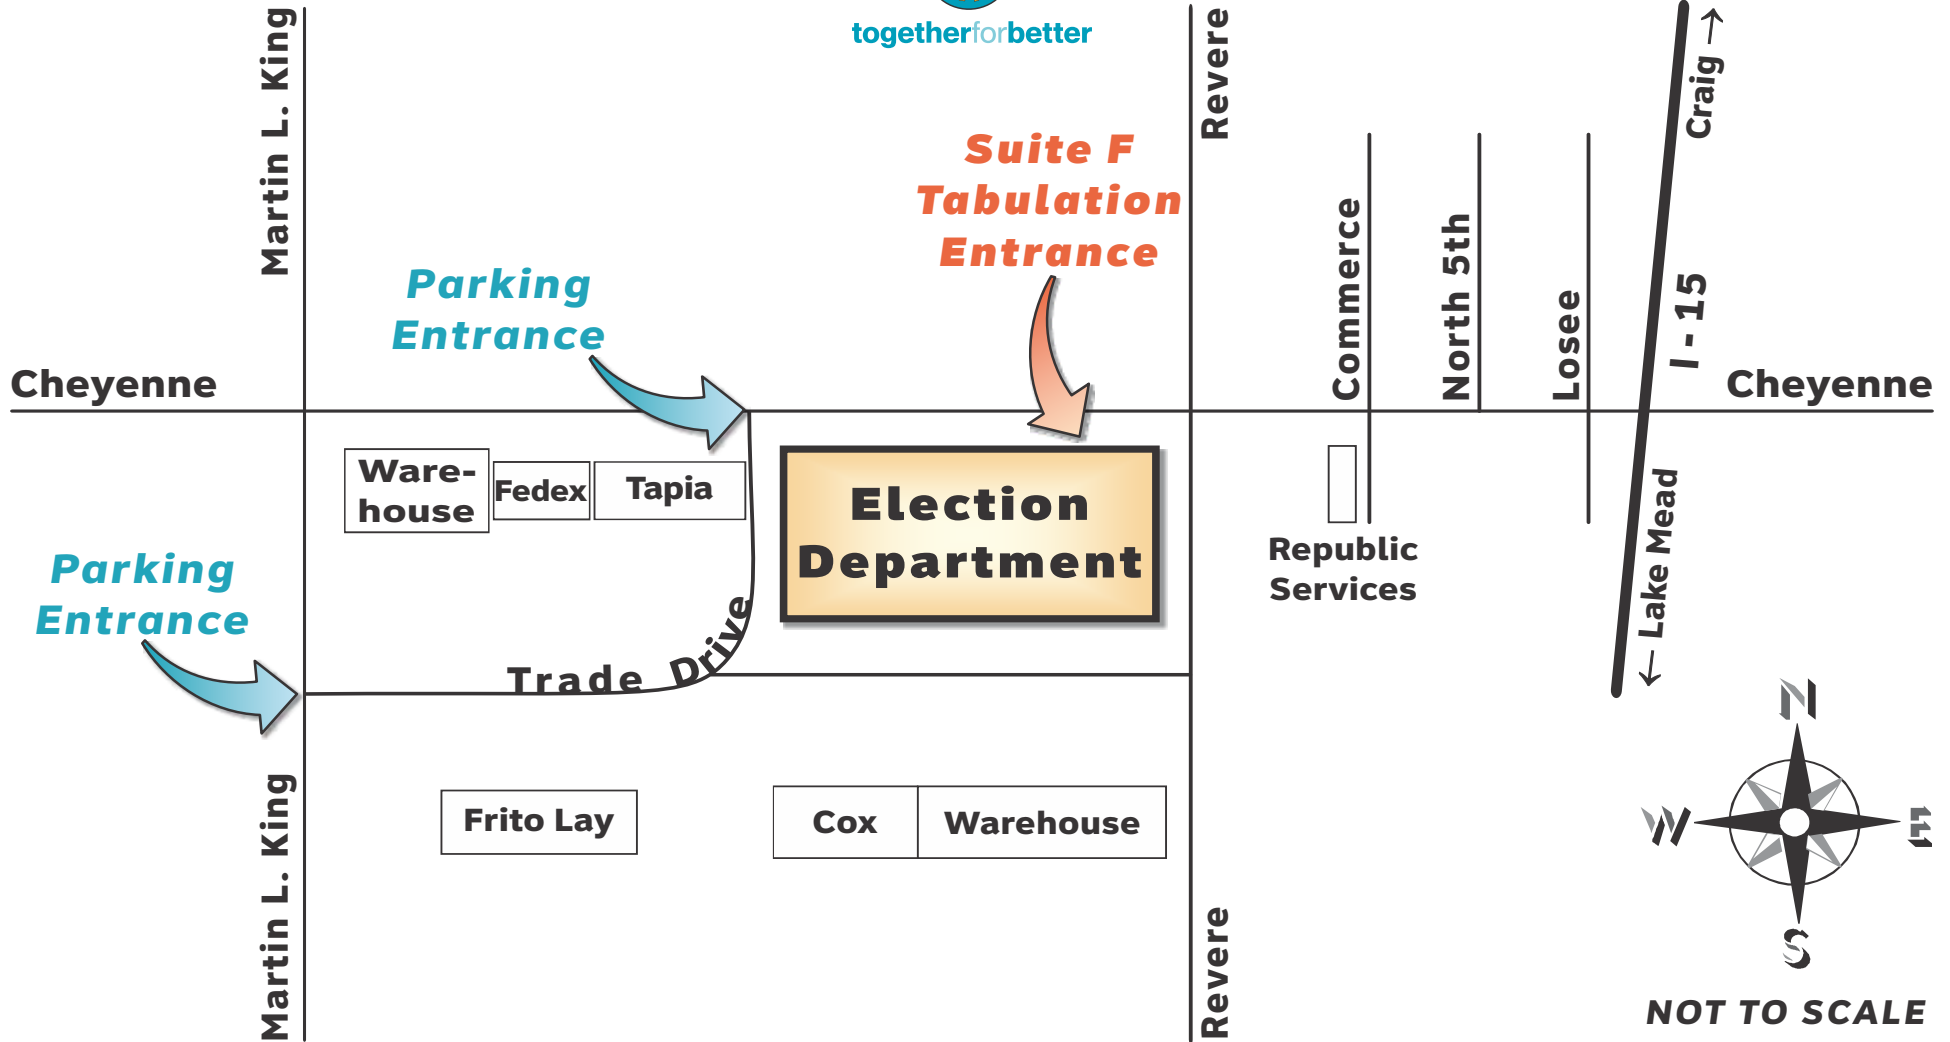 togetherforbetter
Martin L. King
Revere
Craig →
Suite F
Tabulation
Entrance
Parking
Entrance
Commerce
North 5th
Losee
I - 15
Cheyenne
Cheyenne
Ware-
house
Fedex
Tapia
Election
Department
Republic
Services
← Lake Mead
Parking
Entrance
Trade Drive
N
W
E
S
Frito Lay
Cox
Warehouse
Martin L. King
Revere
NOT TO SCALE